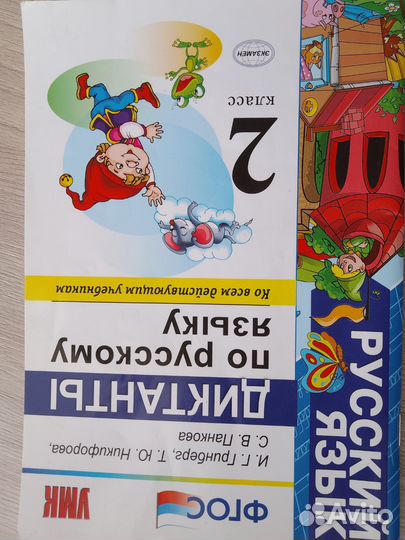 ФГОС
УМК
И. Г. Гринберг, Т. Ю. Никифорова,
С. В. Панкова
ДИКТАНТЫ
ПО РУССКОМУ
ЯЗЫКУ
Ко всем действующим учебникам
2
КЛАСС
ЭКЗАМЕН
РУССКИЙ
ЯЗЫК
Avito